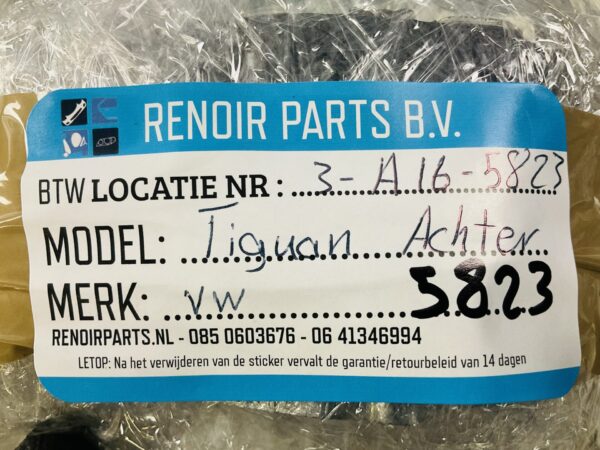 RENOIR PARTS B.V.
BTW LOCATIE NR : 3-A16-5823
MODEL: Tiguan Achter
MERK: VW 5823
RENOIRPARTS.NL - 085 0603676 - 06 41346994
LETOP: Na het verwijderen van de sticker vervalt de garantie/retourbeleid van 14 dagen